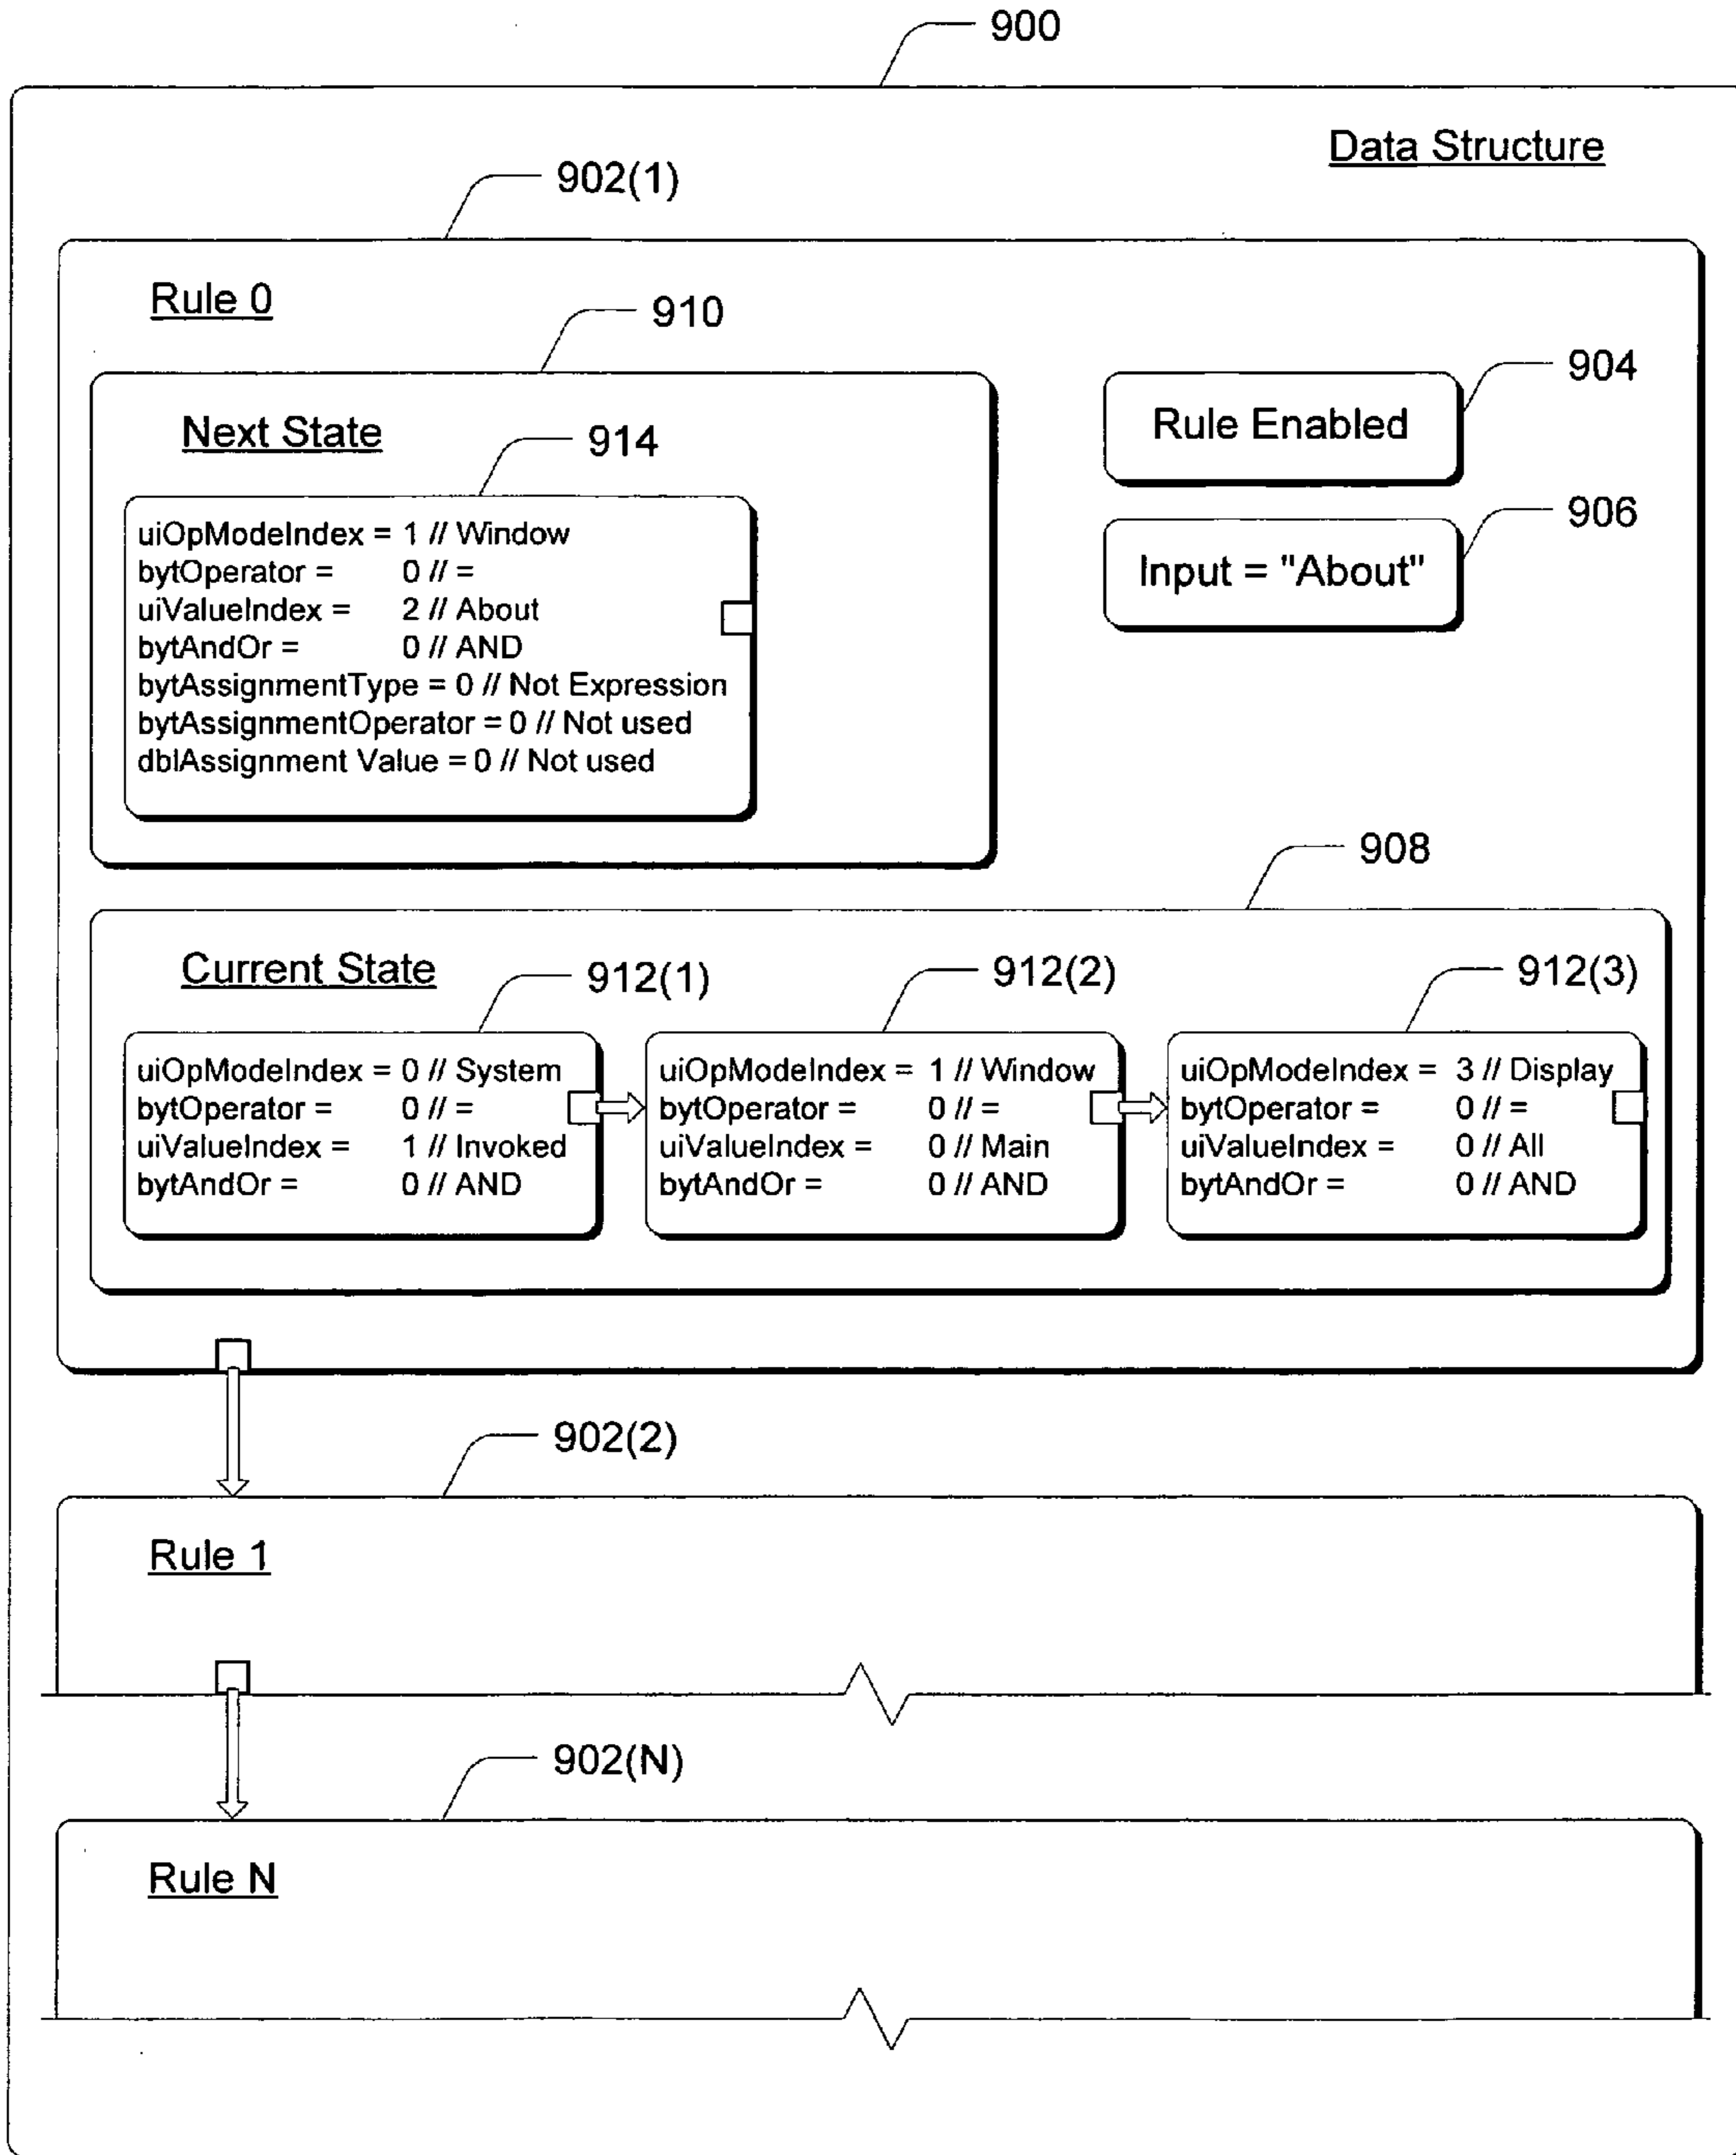 900
Data Structure
902(1)
Rule 0
910
904
Rule Enabled
Next State
914
906
Input = "About"
uiOpModeIndex = 1 // Window
bytOperator = 0 // =
uiValueIndex = 2 // About
bytAndOr = 0 // AND
bytAssignmentType = 0 // Not Expression
bytAssignmentOperator = 0 // Not used
dblAssignment Value = 0 // Not used
908
Current State
912(1)
912(2)
912(3)
uiOpModeIndex = 0 // System
bytOperator = 0 // =
uiValueIndex = 1 // Invoked
bytAndOr = 0 // AND
uiOpModeIndex = 1 // Window
bytOperator = 0 // =
uiValueIndex = 0 // Main
bytAndOr = 0 // AND
uiOpModeIndex = 3 // Display
bytOperator = 0 // =
uiValueIndex = 0 // All
bytAndOr = 0 // AND
902(2)
Rule 1
902(N)
Rule N